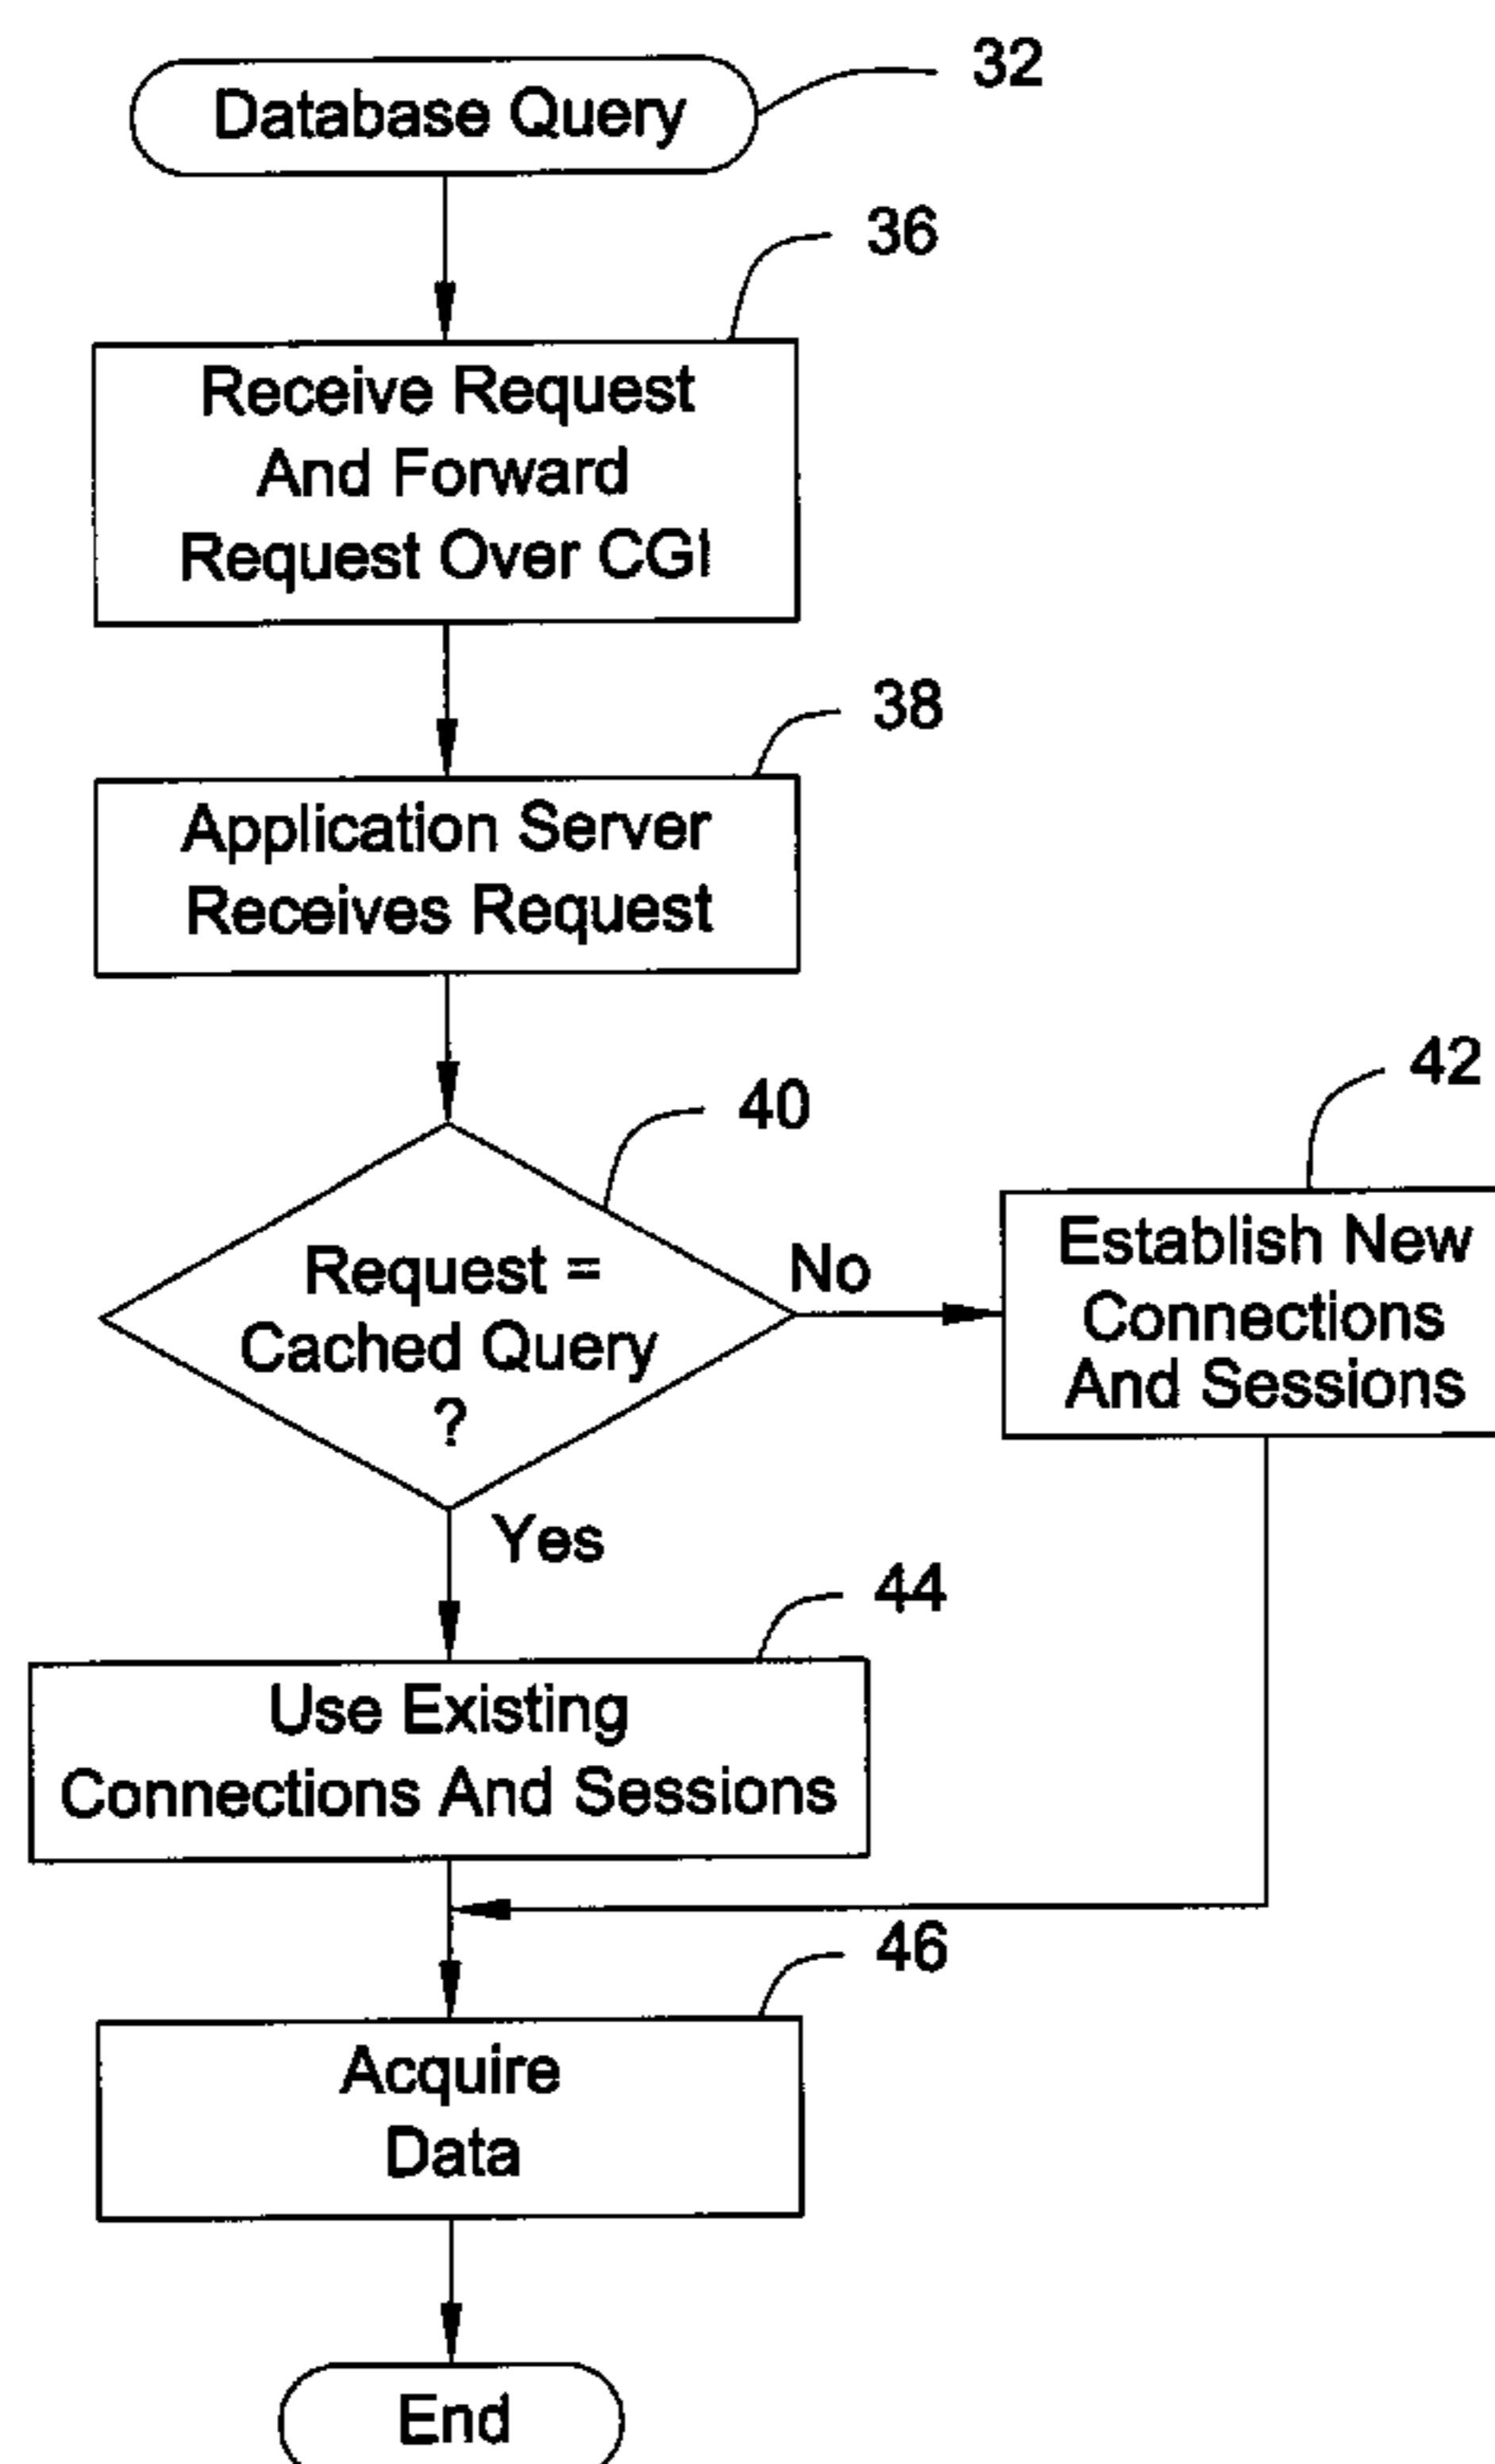 32
Database Query
36
Receive Request
And Forward
Request Over CGI
38
Application Server
Receives Request
40
Request =
Cached Query
?
No
42
Establish New
Connections
And Sessions
Yes
44
Use Existing
Connections And Sessions
46
Acquire
Data
End